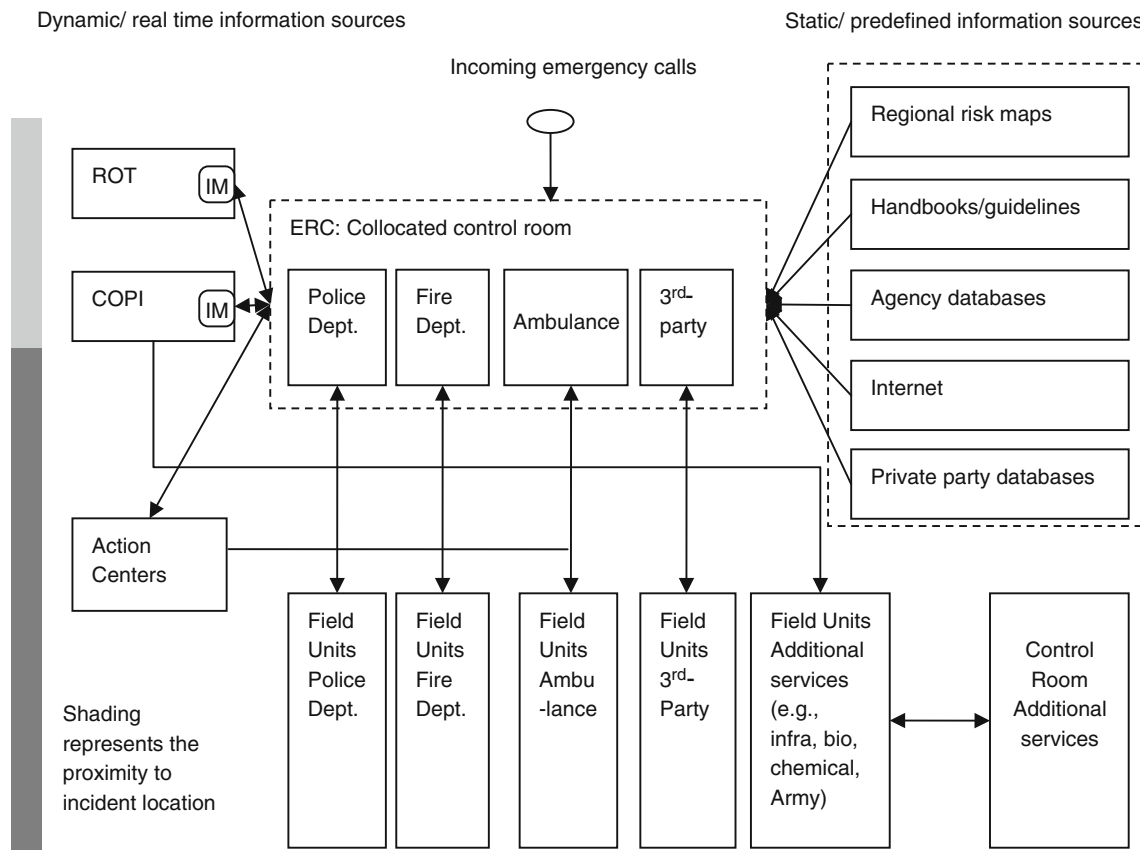 Dynamic/ real time information sources
Static/ predefined information sources
Incoming emergency calls
ROT
IM
COPI
IM
ERC: Collocated control room
Police
Dept.
Fire
Dept.
Ambulance
3rd-
party
Regional risk maps
Handbooks/guidelines
Agency databases
Internet
Private party databases
Action
Centers
Field
Units
Police
Dept.
Field
Units
Fire
Dept.
Field
Units
Ambu
-lance
Field
Units
3rd-
Party
Field Units
Additional
services
(e.g.,
infra, bio,
chemical,
Army)
Control
Room
Additional
services
Shading
represents the
proximity to
incident location